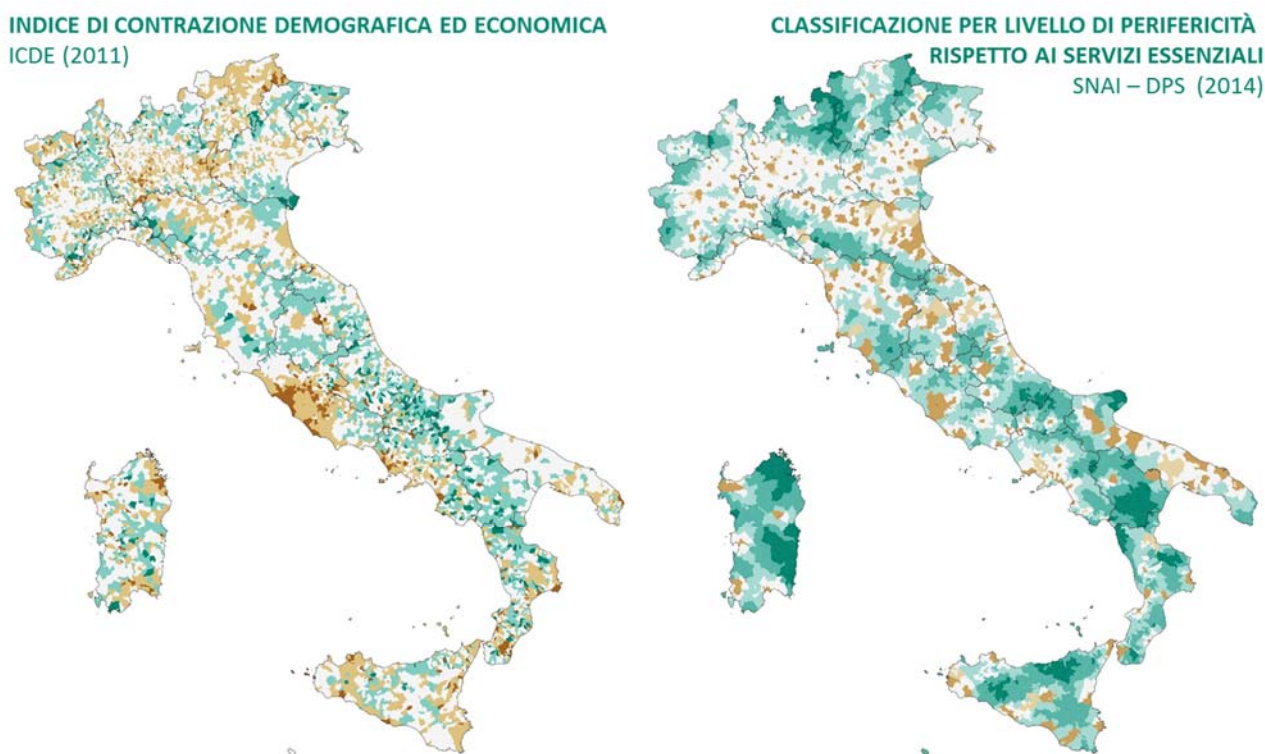 INDICE DI CONTRAZIONE DEMOGRAFICA ED ECONOMICA
ICDE (2011)
CLASSIFICAZIONE PER LIVELLO DI PERIFERICITÀ
RISPETTO AI SERVIZI ESSENZIALI
SNAI – DPS (2014)